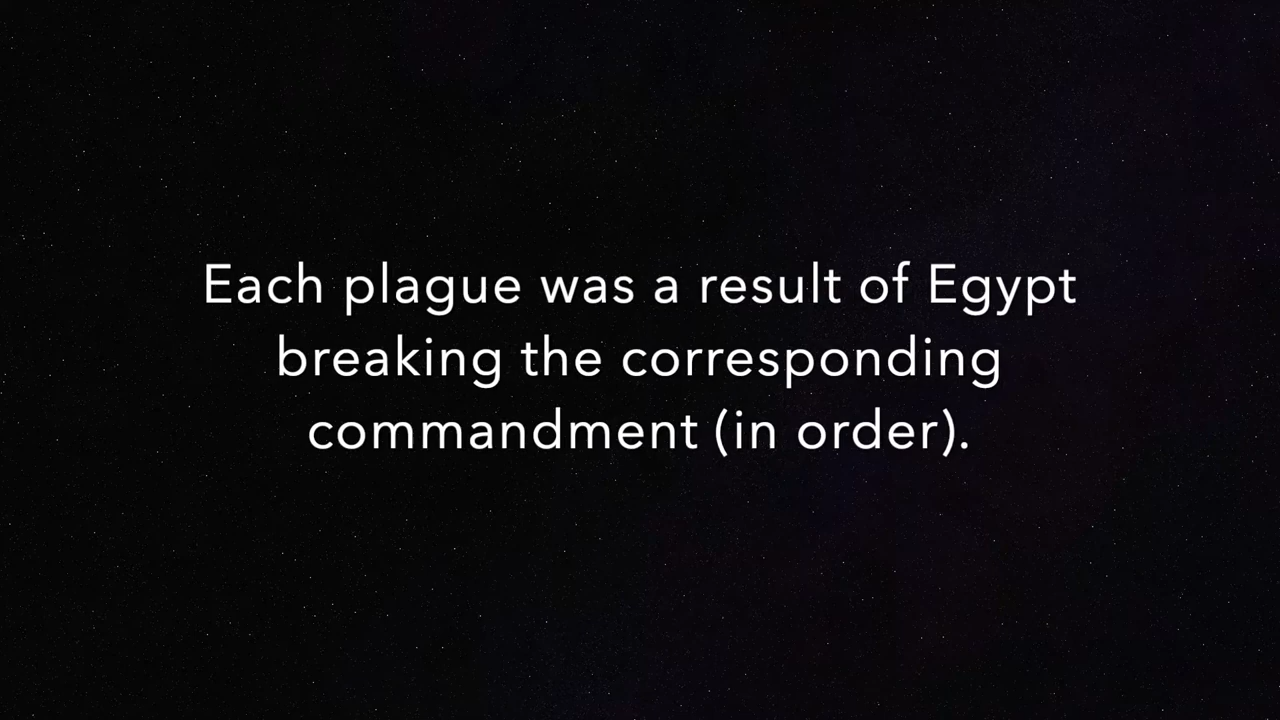 Each plague was a result of Egypt
breaking the corresponding
commandment (in order).